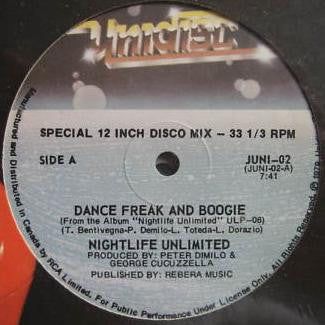 Unidisc
SPECIAL 12 INCH DISCO MIX – 33 1/3 RPM
SIDE A
JUNI-02
(JUNI-02-A)
7:41
DANCE FREAK AND BOOGIE
(From the Album "Nightlife Unlimited" ULP-06)
(T. Bentivegna-P. Demilo-L. Toteda-L. Dorazio)
NIGHTLIFE UNLIMITED
PRODUCED BY: PETER DIMILO &
GEORGE CUCUZZELLA
PUBLISHED BY: REBERA MUSIC
Manufactured and Distributed in Canada by RCA Limited. For Public Performance Under License Only.